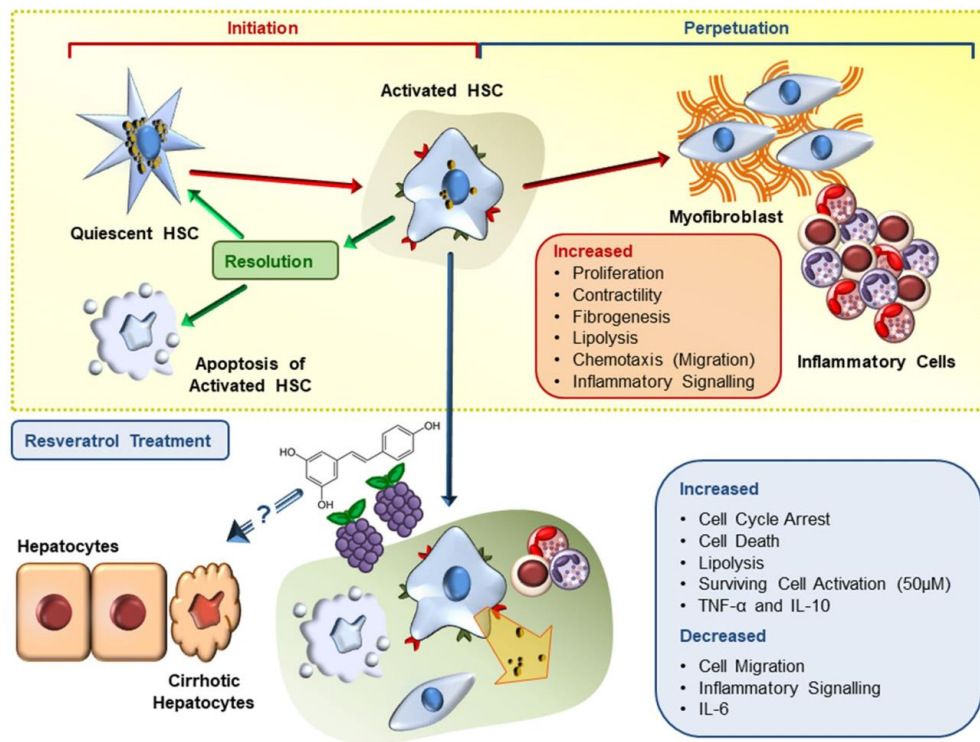 Initiation
Perpetuation
Activated HSC
Quiescent HSC
Resolution
Apoptosis of
Activated HSC
Myofibroblast
Increased
• Proliferation
• Contractility
• Fibrogenesis
• Lipolysis
• Chemotaxis (Migration)
• Inflammatory Signalling
Inflammatory Cells
Resveratrol Treatment
OH
HO
OH
?
Hepatocytes
Cirrhotic
Hepatocytes
Increased
• Cell Cycle Arrest
• Cell Death
• Lipolysis
• Surviving Cell Activation (50µM)
• TNF-α and IL-10
Decreased
• Cell Migration
• Inflammatory Signalling
• IL-6